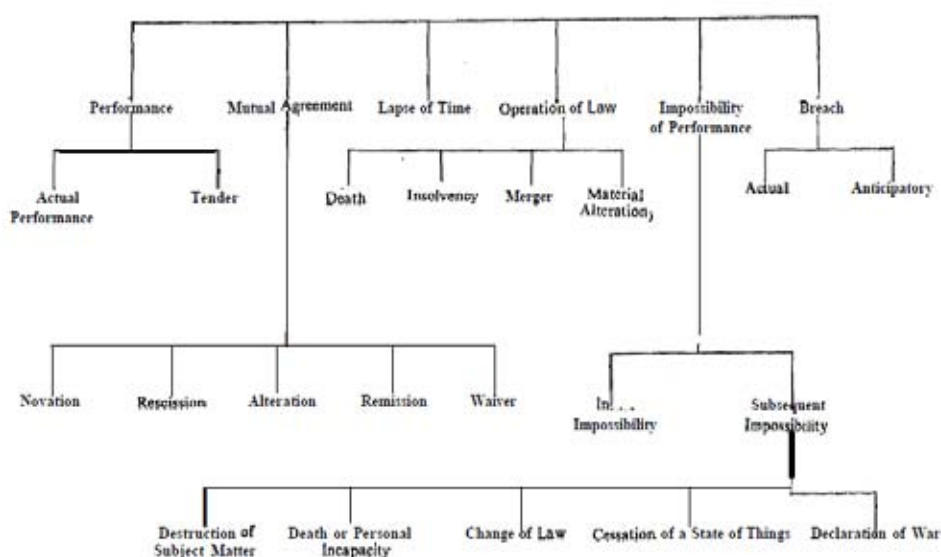 Performance
Mutual Agreement
Lapse of Time
Operation of Law
Impossibility
of Performance
Breach
Actual
Performance
Tender
Death
Insolvency
Merger
Material
Alteration,
Actual
Anticipatory
Novation
Rescission
Alteration
Remission
Waiver
Impossibility
Subsequent
Impossibility
Destruction of
Subject Matter
Death or Personal
Incapacity
Change of Law
Cessation of a State of Things
Declaration of War